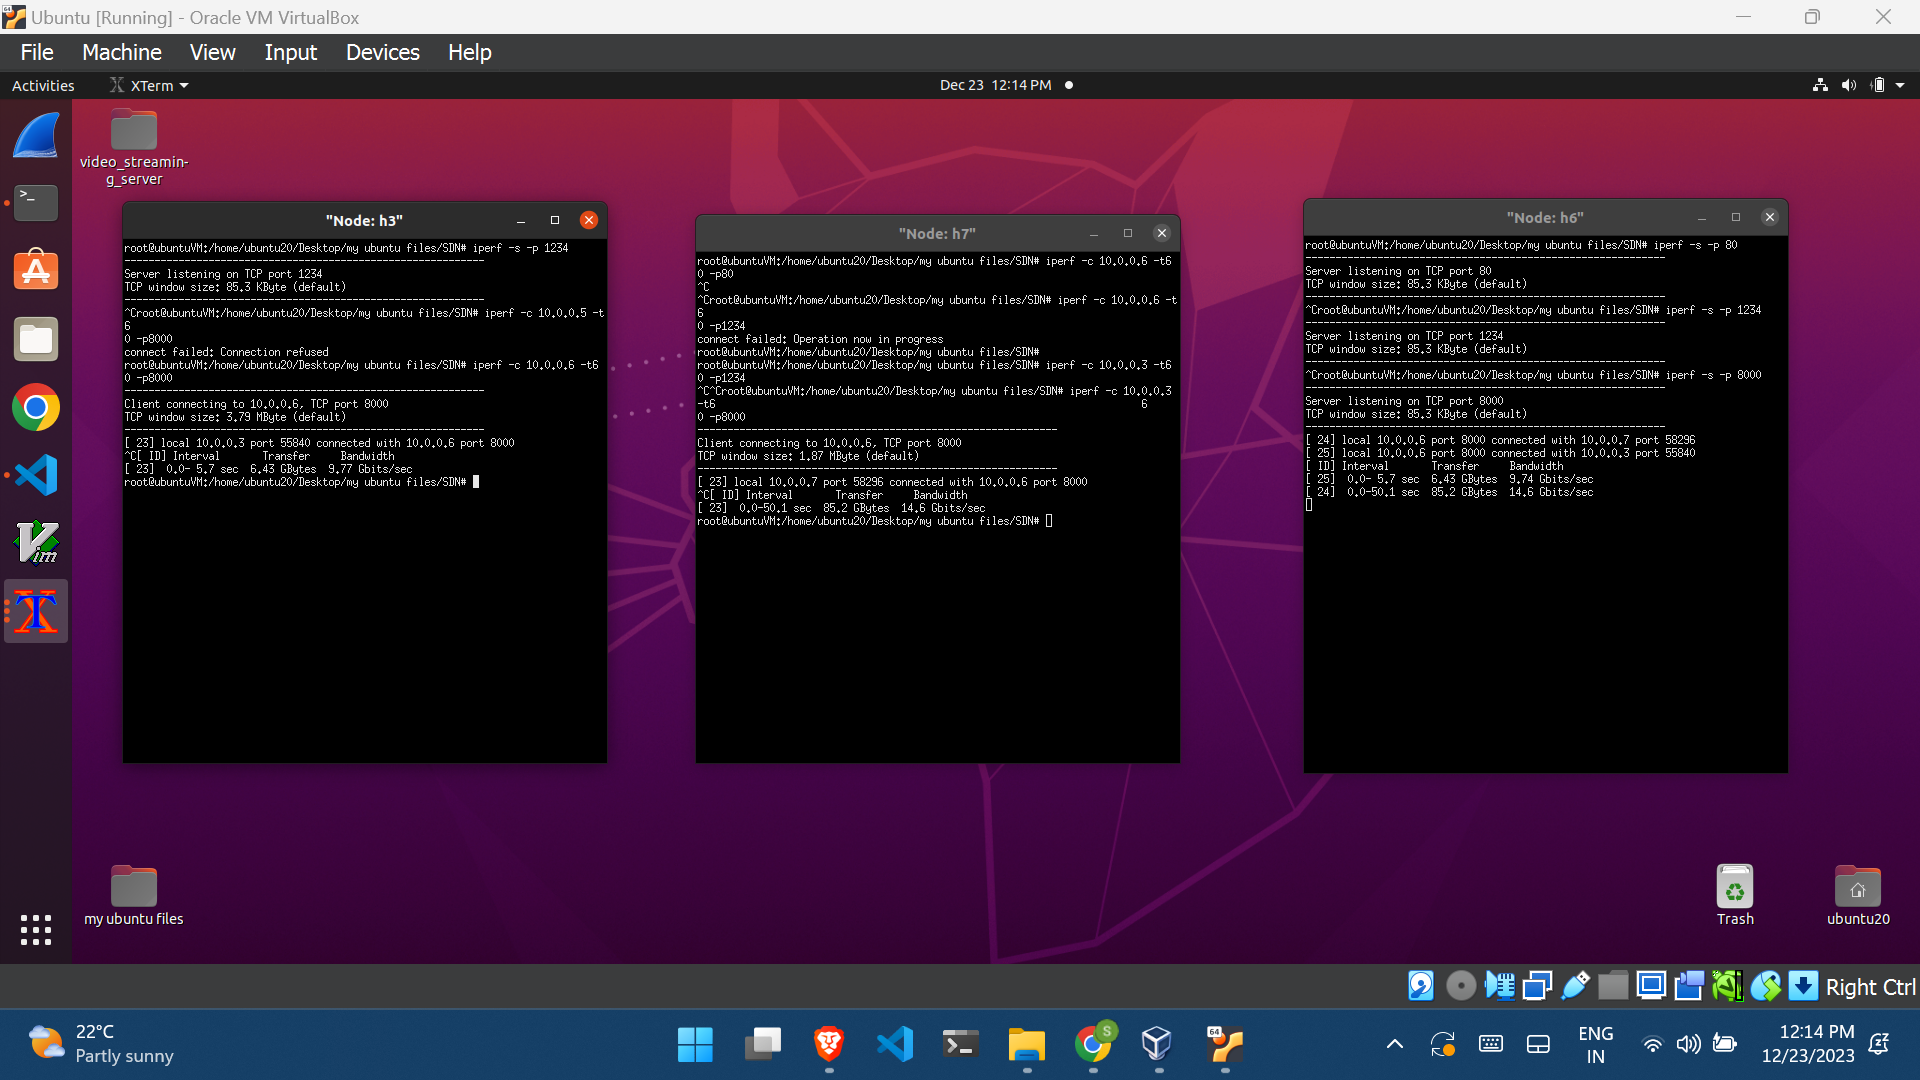 Ubuntu [Running] - Oracle VM VirtualBox
File Machine View Input Devices Help
Activities XTerm Dec 23 12:14 PM
video_streamin-
g_server
"Node: h3"
root@ubuntuVM:/home/ubuntu20/Desktop/my ubuntu files/SDN# iperf -s -p 1234
------------------------------------------------------------
Server listening on TCP port 1234
TCP window size: 85.3 KByte (default)
------------------------------------------------------------
^Croot@ubuntuVM:/home/ubuntu20/Desktop/my ubuntu files/SDN# iperf -c 10.0.0.5 -t
6
0 -p8000
connect failed: Connection refused
root@ubuntuVM:/home/ubuntu20/Desktop/my ubuntu files/SDN# iperf -c 10.0.0.6 -t6
0 -p8000
------------------------------------------------------------
Client connecting to 10.0.0.6, TCP port 8000
TCP window size: 3.79 MByte (default)
------------------------------------------------------------
[ 23] local 10.0.0.3 port 55840 connected with 10.0.0.6 port 8000
^C[ ID] Interval Transfer Bandwidth
[ 23] 0.0- 5.7 sec 6.43 GBytes 9.77 Gbits/sec
root@ubuntuVM:/home/ubuntu20/Desktop/my ubuntu files/SDN#
"Node: h7"
root@ubuntuVM:/home/ubuntu20/Desktop/my ubuntu files/SDN# iperf -c 10.0.0.6 -t6
0 -p80
^C
^Croot@ubuntuVM:/home/ubuntu20/Desktop/my ubuntu files/SDN# iperf -c 10.0.0.6 -t
6
0 -p1234
connect failed: Operation now in progress
root@ubuntuVM:/home/ubuntu20/Desktop/my ubuntu files/SDN#
root@ubuntuVM:/home/ubuntu20/Desktop/my ubuntu files/SDN# iperf -c 10.0.0.3 -t6
0 -p1234
^C^Croot@ubuntuVM:/home/ubuntu20/Desktop/my ubuntu files/SDN# iperf -c 10.0.0.3
-t6 6
0 -p8000
------------------------------------------------------------
Client connecting to 10.0.0.6, TCP port 8000
TCP window size: 1.87 MByte (default)
------------------------------------------------------------
[ 23] local 10.0.0.7 port 58296 connected with 10.0.0.6 port 8000
^C[ ID] Interval Transfer Bandwidth
[ 23] 0.0-50.1 sec 85.2 GBytes 14.6 Gbits/sec
root@ubuntuVM:/home/ubuntu20/Desktop/my ubuntu files/SDN#
"Node: h6"
root@ubuntuVM:/home/ubuntu20/Desktop/my ubuntu files/SDN# iperf -s -p 80
------------------------------------------------------------
Server listening on TCP port 80
TCP window size: 85.3 KByte (default)
------------------------------------------------------------
^Croot@ubuntuVM:/home/ubuntu20/Desktop/my ubuntu files/SDN# iperf -s -p 1234
------------------------------------------------------------
Server listening on TCP port 1234
TCP window size: 85.3 KByte (default)
------------------------------------------------------------
^Croot@ubuntuVM:/home/ubuntu20/Desktop/my ubuntu files/SDN# iperf -s -p 8000
------------------------------------------------------------
Server listening on TCP port 8000
TCP window size: 85.3 KByte (default)
------------------------------------------------------------
[ 24] local 10.0.0.6 port 8000 connected with 10.0.0.7 port 58296
[ 25] local 10.0.0.6 port 8000 connected with 10.0.0.3 port 55840
[ ID] Interval Transfer Bandwidth
[ 25] 0.0- 5.7 sec 6.43 GBytes 9.74 Gbits/sec
[ 24] 0.0-50.1 sec 85.2 GBytes 14.6 Gbits/sec
my ubuntu files
Trash
ubuntu20
Right Ctrl
22°C
Partly sunny
ENG
IN
12:14 PM
12/23/2023